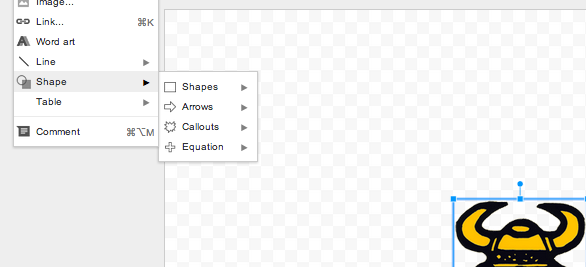 Image...
Link... ⌘K
Word art
Line
Shape
Table
Comment ⌘⌥M
Shapes
Arrows
Callouts
Equation